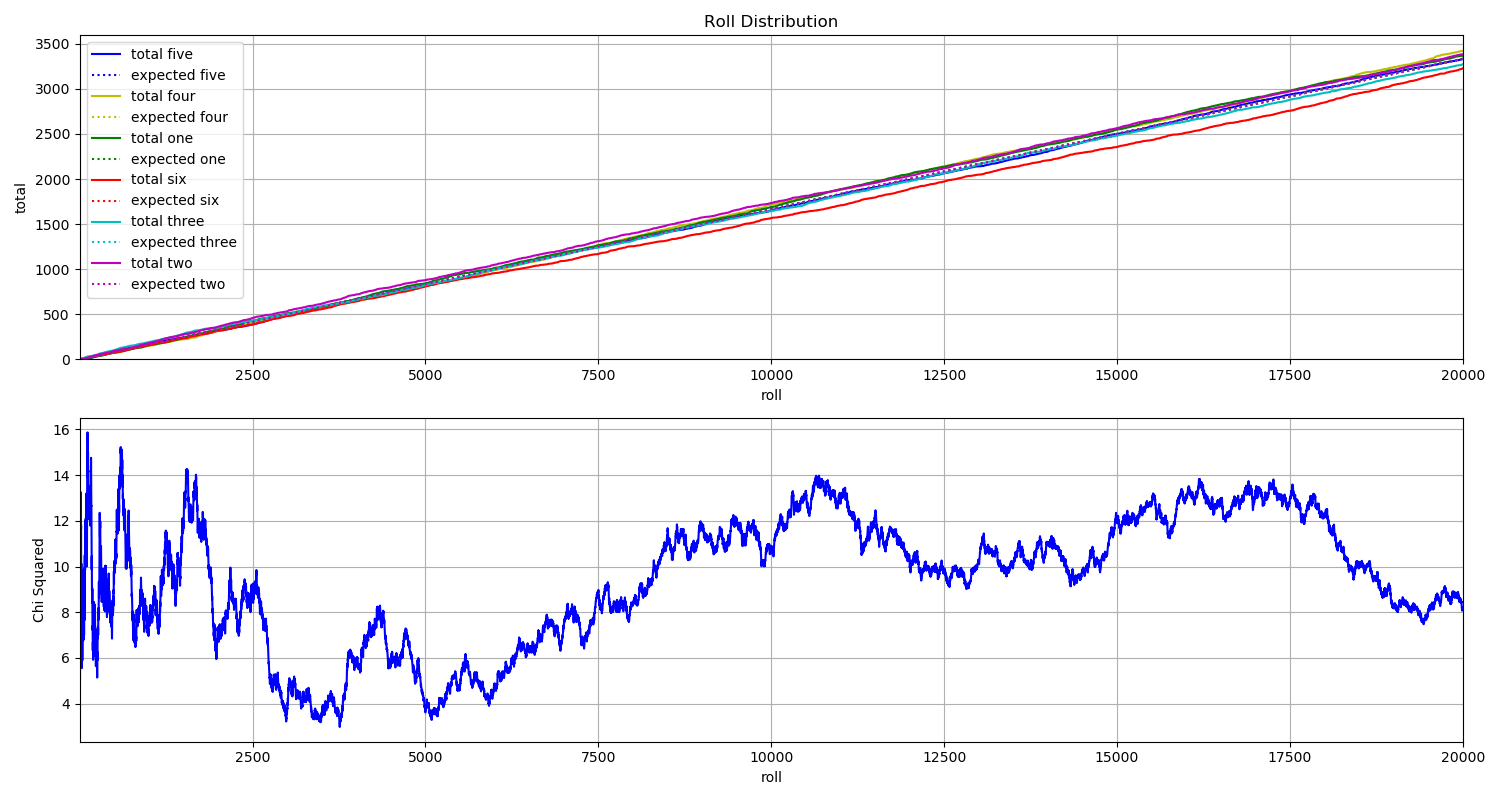 Roll Distribution
3500
3000
2500
2000
1500
1000
500
0
total
total five
expected five
total four
expected four
total one
expected one
total six
expected six
total three
expected three
total two
expected two
2500 5000 7500 10000 12500 15000 17500 20000
roll
16
14
12
10
8
6
4
Chi Squared
2500 5000 7500 10000 12500 15000 17500 20000
roll